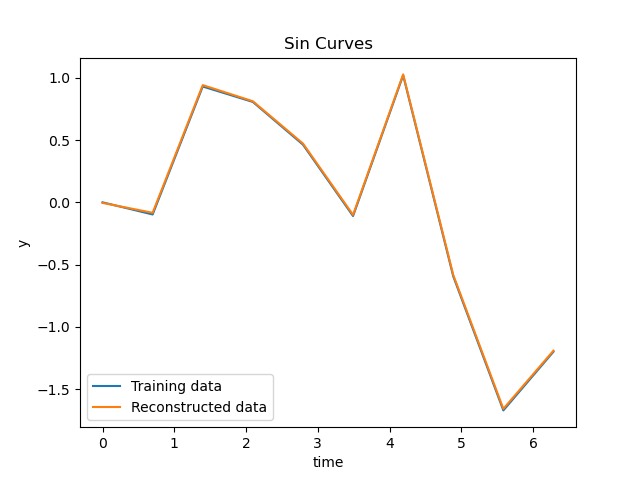 Sin Curves
1.0
0.5
0.0
−0.5
−1.0
−1.5
y
Training data
Reconstructed data
0 1 2 3 4 5 6
time